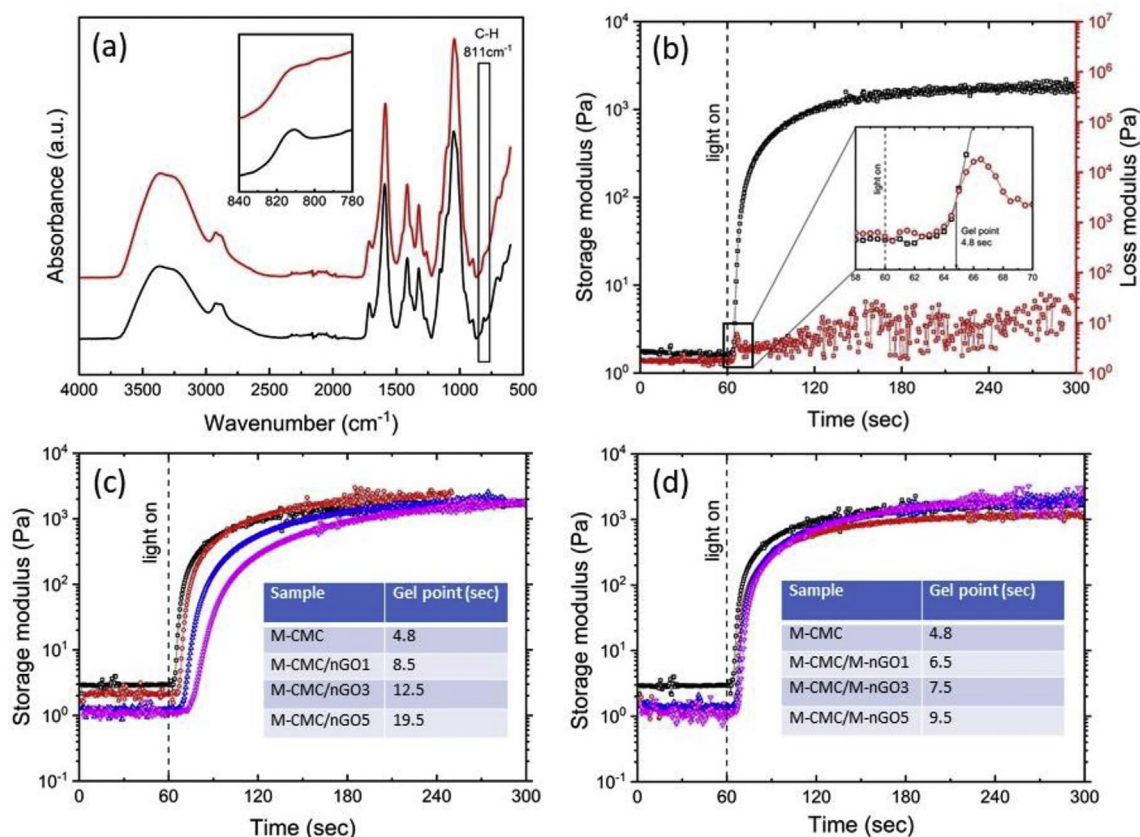 (a)
C-H
811cm⁻¹
840 820 800 780
Absorbance (a.u.)
4000 3500 3000 2500 2000 1500 1000 500
Wavenumber (cm⁻¹)
(b)
10⁴
10³
10²
10¹
10⁰
Storage modulus (Pa)
light on
light on
Gel point
4.8 sec
58 60 62 64 66 68 70
10⁷
10⁶
10⁵
10⁴
10³
10²
10¹
10⁰
Loss modulus (Pa)
0 60 120 180 240 300
Time (sec)
(c)
10⁴
10³
10²
10¹
10⁰
10⁻¹
Storage modulus (Pa)
light on
Sample Gel point (sec)
M-CMC 4.8
M-CMC/nGO1 8.5
M-CMC/nGO3 12.5
M-CMC/nGO5 19.5
0 60 120 180 240 300
Time (sec)
(d)
10⁴
10³
10²
10¹
10⁰
10⁻¹
Storage modulus (Pa)
light on
Sample Gel point (sec)
M-CMC 4.8
M-CMC/M-nGO1 6.5
M-CMC/M-nGO3 7.5
M-CMC/M-nGO5 9.5
0 60 120 180 240 300
Time (sec)